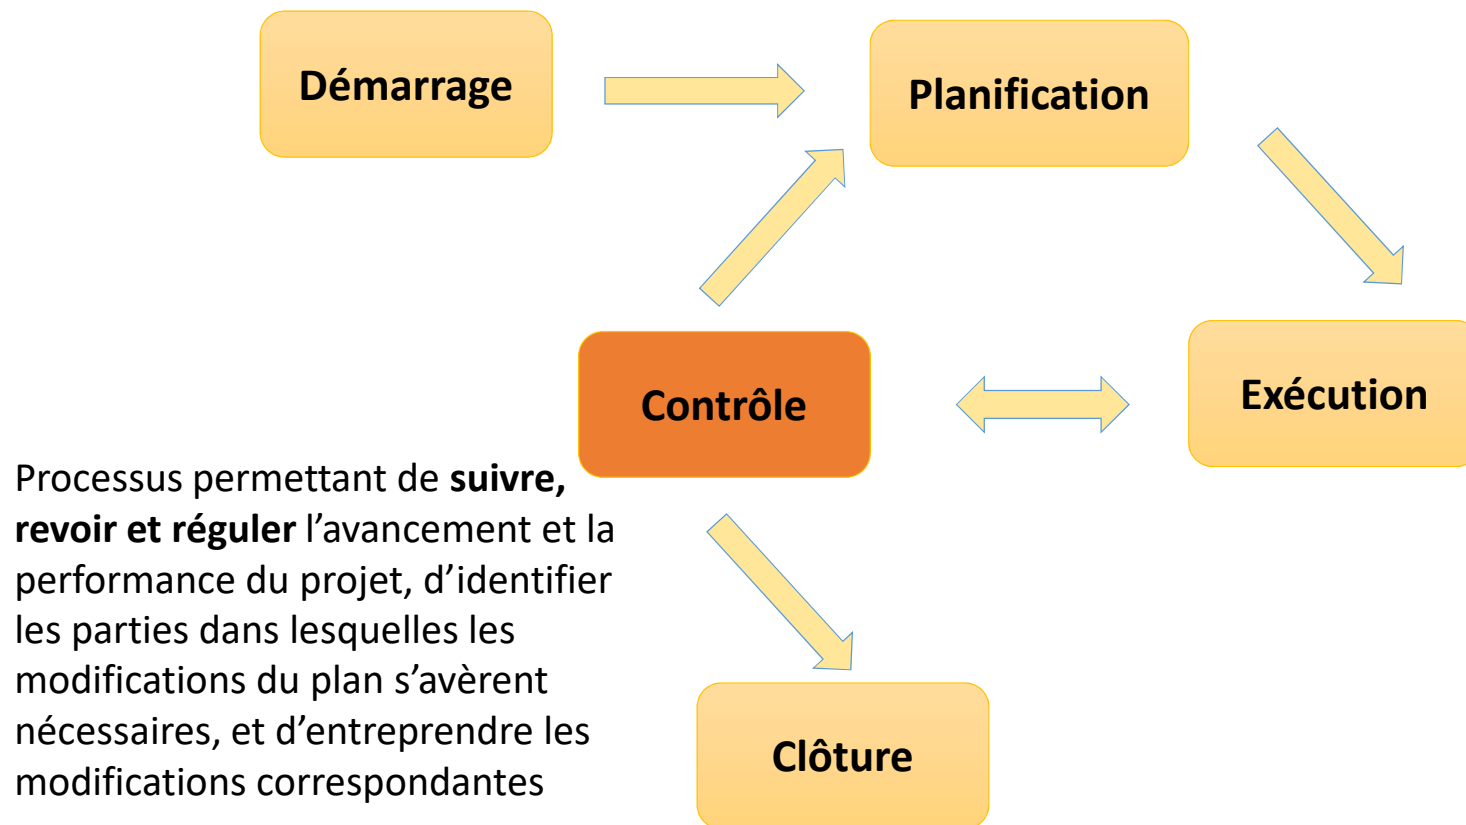 Démarrage
Planification
Contrôle
Exécution
Processus permettant de suivre,
revoir et réguler l’avancement et la
performance du projet, d’identifier
les parties dans lesquelles les
modifications du plan s’avèrent
nécessaires, et d’entreprendre les
modifications correspondantes
Clôture